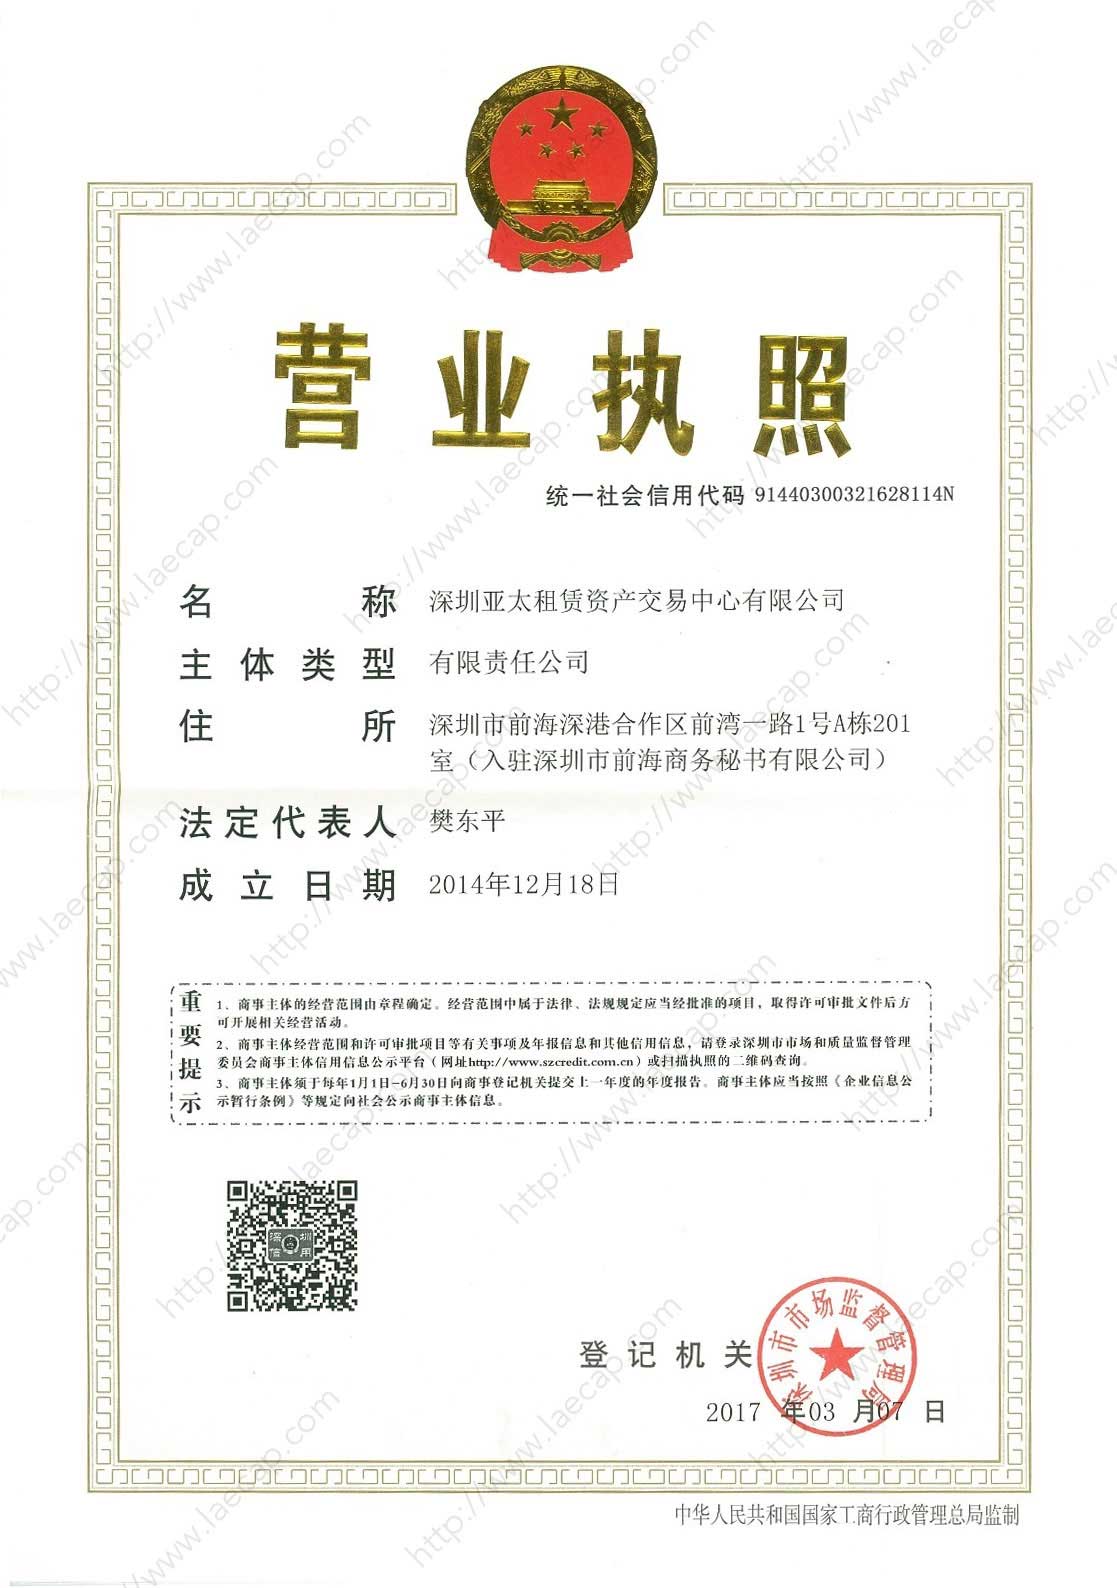 营业执照
统一社会信用代码 91440300321628114N
名称 深圳亚太租赁资产交易中心有限公司
主体类型 有限责任公司
住所 深圳市前海深港合作区前湾一路1号A栋201
室（入驻深圳市前海商务秘书有限公司）
法定代表人 樊东平
成立日期 2014年12月18日
重要提示
1、商事主体的经营范围由章程确定。经营范围中属于法律、法规规定应当经批准的项目，取得许可审批文件后方
可开展相关经营活动。
2、商事主体经营范围和许可审批项目等有关事项及年报信息和其他信用信息，请登录深圳市市场和质量监督管理
委员会商事主体信用信息公示平台（网址http://www.szcredit.com.cn）或扫描执照的二维码查询。
3、商事主体须于每年1月1日-6月30日向商事登记机关提交上一年度的年度报告。商事主体应当按照《企业信息公
示暂行条例》等规定向社会公示商事主体信息。
深圳
信用
登记机关
深圳市市场监督管理局
2017 年03 月07 日
中华人民共和国国家工商行政管理总局监制
http://www.laecap.com